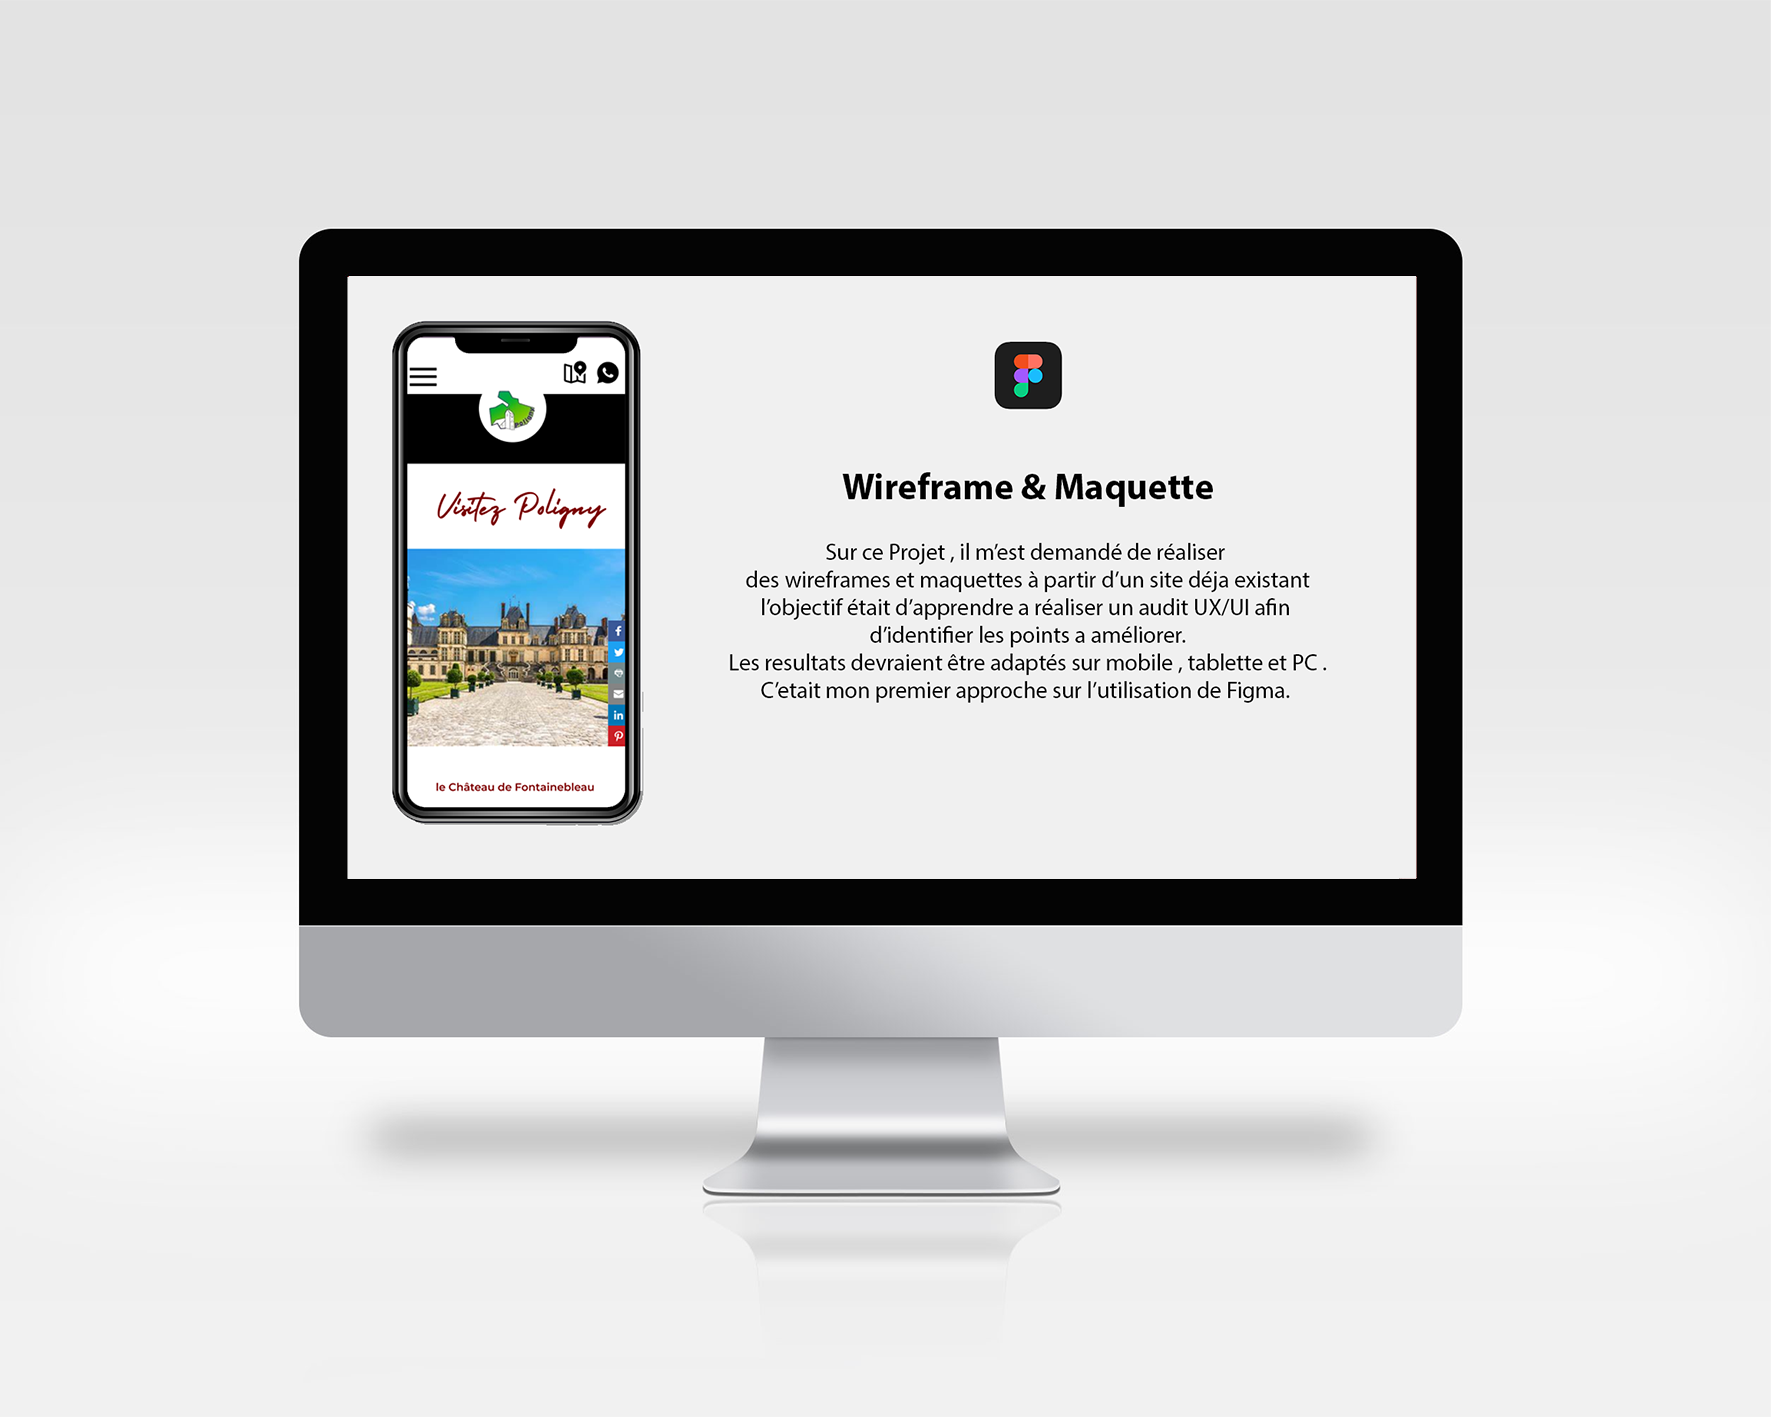 Poligny
Visitez Poligny
le Château de Fontainebleau
Wireframe & Maquette
Sur ce Projet , il m’est demandé de réaliser
des wireframes et maquettes à partir d’un site déja existant
l’objectif était d’apprendre a réaliser un audit UX/UI afin
d’identifier les points a améliorer.
Les resultats devraient être adaptés sur mobile , tablette et PC .
C’etait mon premier approche sur l’utilisation de Figma.